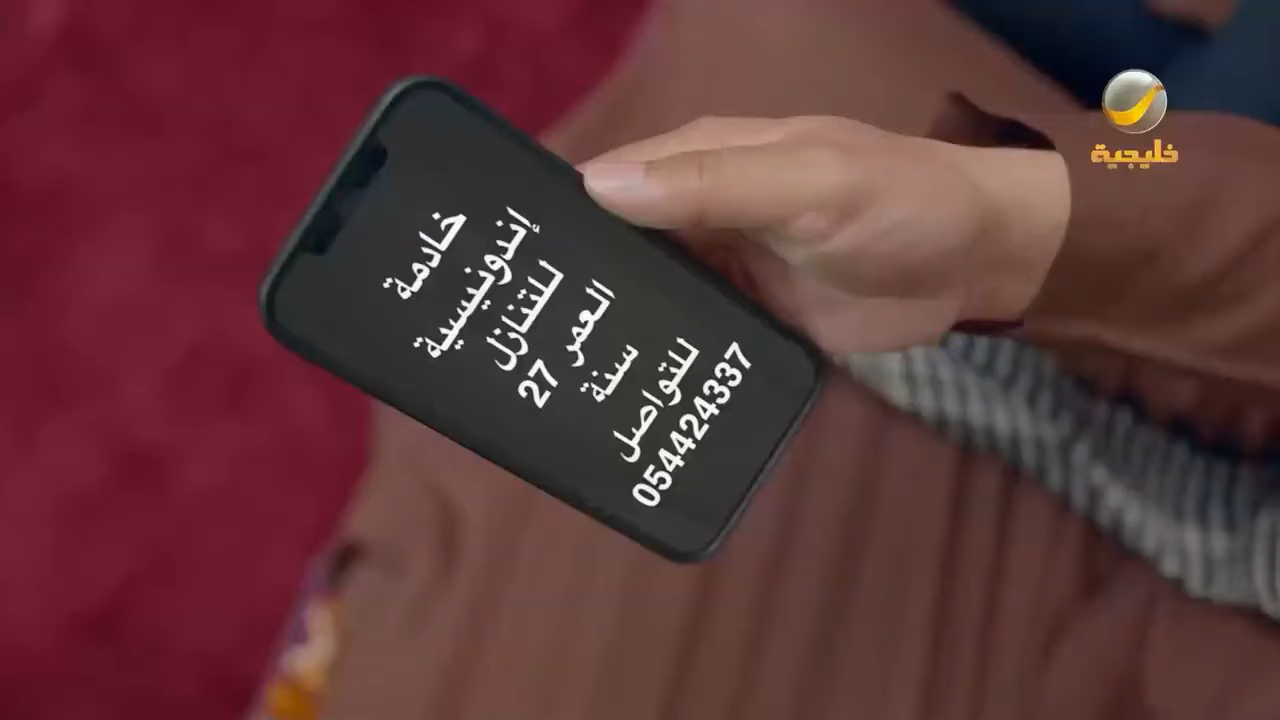 خادمة
إندونيسية
للتنازل
العمر 27
سنة
للتواصل
054424337
خليجية